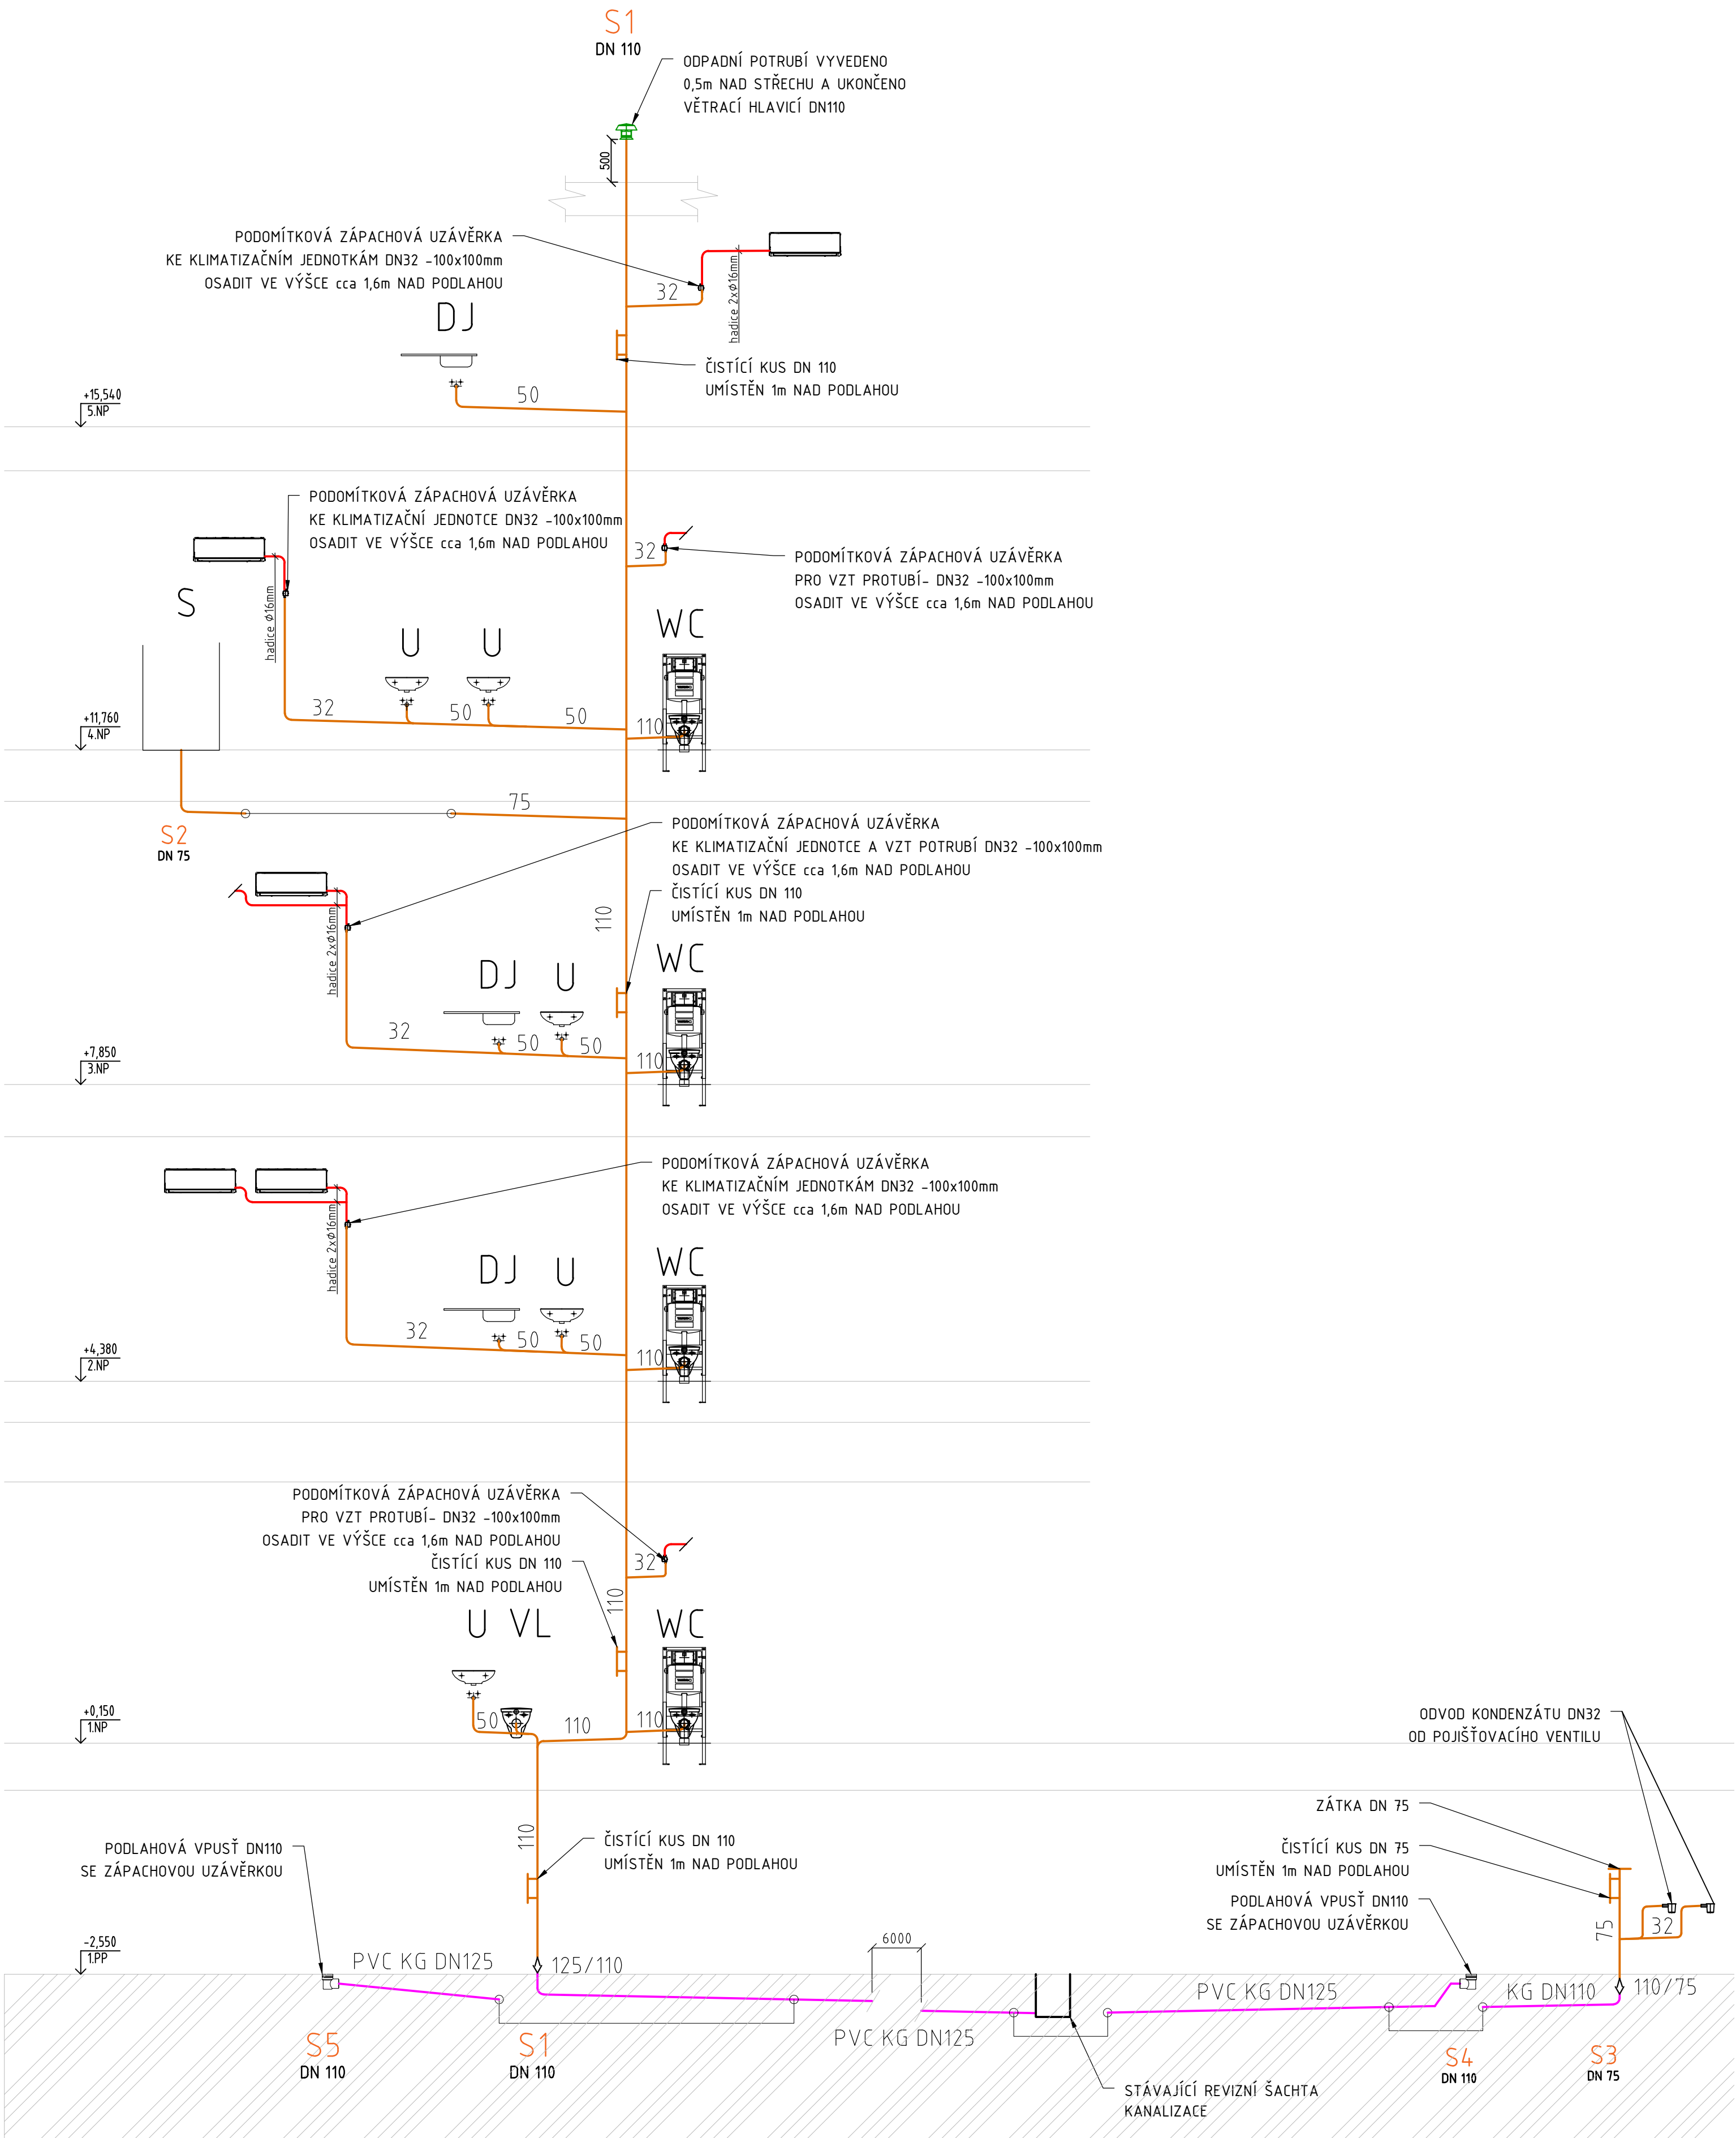 S1
DN 110
ODPADNÍ POTRUBÍ VYVEDENO
0,5m NAD STŘECHU A UKONČENO
VĚTRACÍ HLAVICÍ DN110
500
PODOMÍTKOVÁ ZÁPACHOVÁ UZÁVĚRKA
KE KLIMATIZAČNÍM JEDNOTKÁM DN32 -100x100mm
OSADIT VE VÝŠCE cca 1,6m NAD PODLAHOU
32
hadice 2xØ16mm
DJ
ČISTÍCÍ KUS DN 110
UMÍSTĚN 1m NAD PODLAHOU
50
+15,540
5.NP
PODOMÍTKOVÁ ZÁPACHOVÁ UZÁVĚRKA
KE KLIMATIZAČNÍ JEDNOTCE DN32 -100x100mm
OSADIT VE VÝŠCE cca 1,6m NAD PODLAHOU
32
PODOMÍTKOVÁ ZÁPACHOVÁ UZÁVĚRKA
PRO VZT PROTUBÍ- DN32 -100x100mm
OSADIT VE VÝŠCE cca 1,6m NAD PODLAHOU
hadice Ø16mm
S
U
U
WC
32
50
50
110
+11,760
4.NP
75
S2
DN 75
PODOMÍTKOVÁ ZÁPACHOVÁ UZÁVĚRKA
KE KLIMATIZAČNÍ JEDNOTCE A VZT POTRUBÍ DN32 -100x100mm
OSADIT VE VÝŠCE cca 1,6m NAD PODLAHOU
ČISTÍCÍ KUS DN 110
UMÍSTĚN 1m NAD PODLAHOU
110
hadice 2xØ16mm
DJ
U
WC
32
50
50
110
+7,850
3.NP
PODOMÍTKOVÁ ZÁPACHOVÁ UZÁVĚRKA
KE KLIMATIZAČNÍM JEDNOTKÁM DN32 -100x100mm
OSADIT VE VÝŠCE cca 1,6m NAD PODLAHOU
hadice 2xØ16mm
DJ
U
WC
32
50
50
110
+4,380
2.NP
PODOMÍTKOVÁ ZÁPACHOVÁ UZÁVĚRKA
PRO VZT PROTUBÍ- DN32 -100x100mm
OSADIT VE VÝŠCE cca 1,6m NAD PODLAHOU
ČISTÍCÍ KUS DN 110
UMÍSTĚN 1m NAD PODLAHOU
32
110
U
VL
WC
50
110
110
+0,150
1.NP
ODVOD KONDENZÁTU DN32
OD POJIŠŤOVACÍHO VENTILU
ZÁTKA DN 75
ČISTÍCÍ KUS DN 75
UMÍSTĚN 1m NAD PODLAHOU
PODLAHOVÁ VPUSŤ DN110
SE ZÁPACHOVOU UZÁVĚRKOU
75
32
110
ČISTÍCÍ KUS DN 110
UMÍSTĚN 1m NAD PODLAHOU
PODLAHOVÁ VPUSŤ DN110
SE ZÁPACHOVOU UZÁVĚRKOU
-2,550
1.PP
PVC KG DN125
125/110
6000
PVC KG DN125
PVC KG DN125
KG DN110
110/75
S5
DN 110
S1
DN 110
S4
DN 110
S3
DN 75
STÁVAJÍCÍ REVIZNÍ ŠACHTA
KANALIZACE